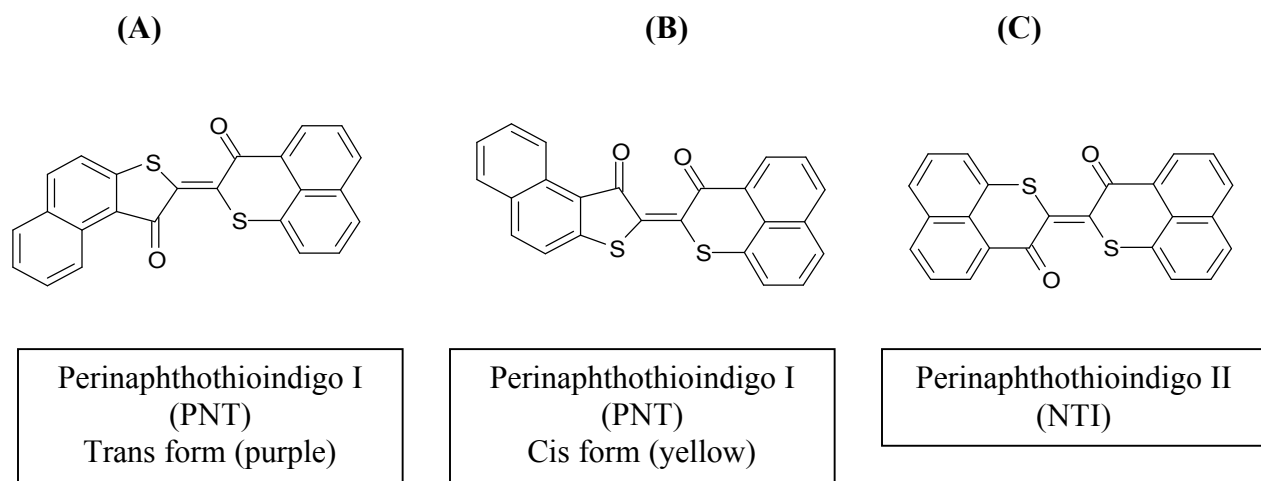 (A)
(B)
(C)
O
S
S
O
O
O
S
S
O
S
S
O
Perinaphthothioindigo I
(PNT)
Trans form (purple)
Perinaphthothioindigo I
(PNT)
Cis form (yellow)
Perinaphthothioindigo II
(NTI)